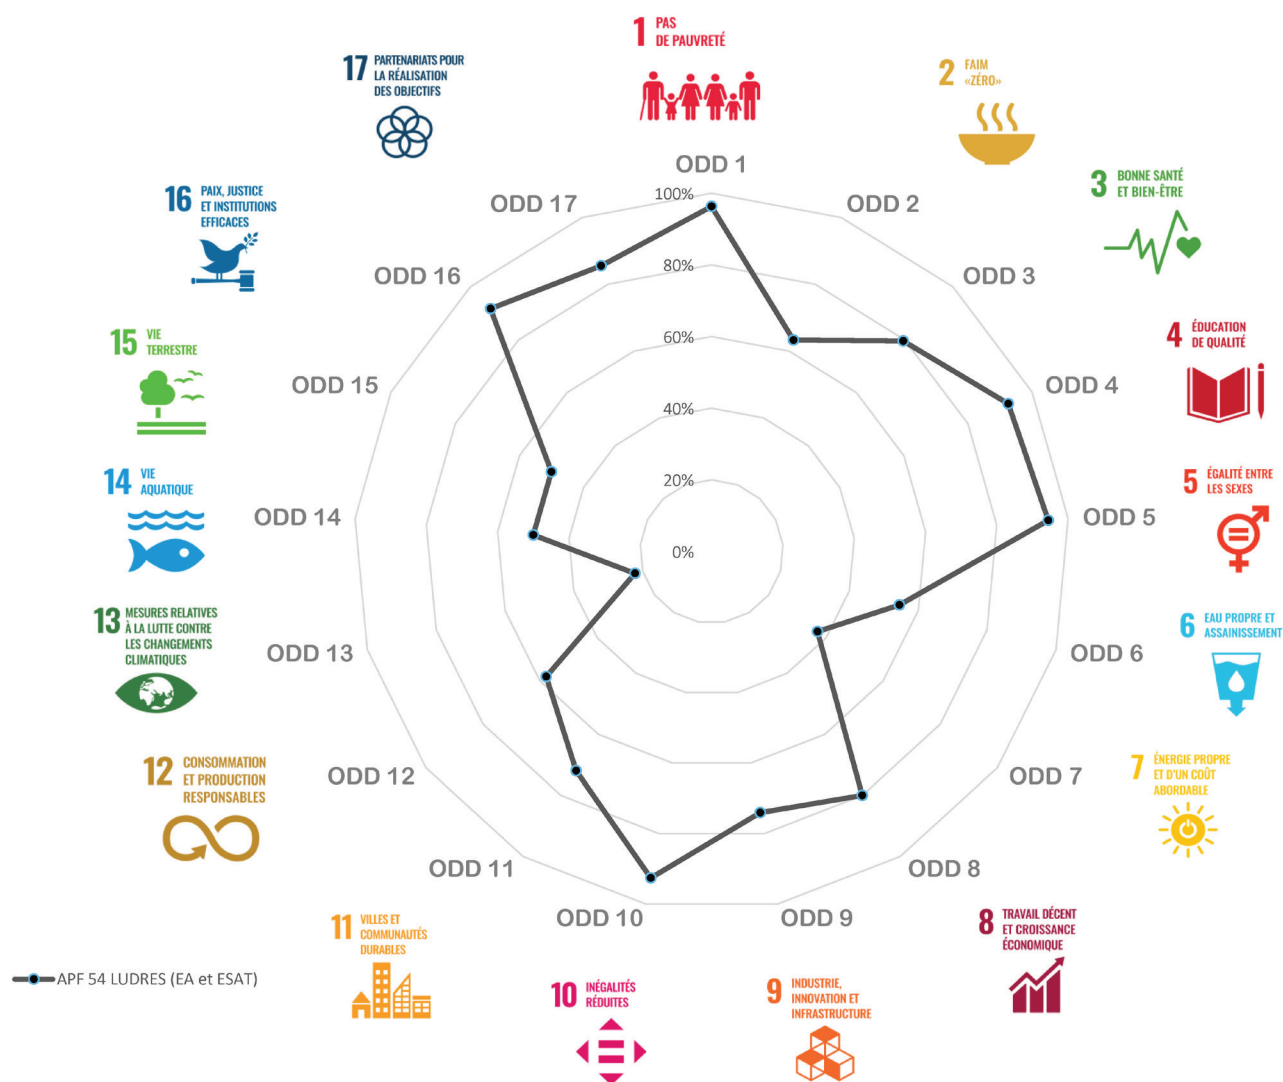 1 PAS
DE PAUVRETÉ
2 FAIM
«ZÉRO»
3 BONNE SANTÉ
ET BIEN-ÊTRE
4 ÉDUCATION
DE QUALITÉ
5 ÉGALITÉ ENTRE
LES SEXES
6 EAU PROPRE ET
ASSAINISSEMENT
7 ÉNERGIE PROPRE
ET D'UN COÛT
ABORDABLE
8 TRAVAIL DÉCENT
ET CROISSANCE
ÉCONOMIQUE
9 INDUSTRIE,
INNOVATION ET
INFRASTRUCTURE
10 INÉGALITÉS
RÉDUITES
11 VILLES ET
COMMUNAUTÉS
DURABLES
12 CONSOMMATION
ET PRODUCTION
RESPONSABLES
13 MESURES RELATIVES
À LA LUTTE CONTRE
LES CHANGEMENTS
CLIMATIQUES
14 VIE
AQUATIQUE
15 VIE
TERRESTRE
16 PAIX, JUSTICE
ET INSTITUTIONS
EFFICACES
17 PARTENARIATS POUR
LA RÉALISATION
DES OBJECTIFS
ODD 1
ODD 2
ODD 3
ODD 4
ODD 5
ODD 6
ODD 7
ODD 8
ODD 9
ODD 10
ODD 11
ODD 12
ODD 13
ODD 14
ODD 15
ODD 16
ODD 17
100%
80%
60%
40%
20%
0%
APF 54 LUDRES (EA et ESAT)